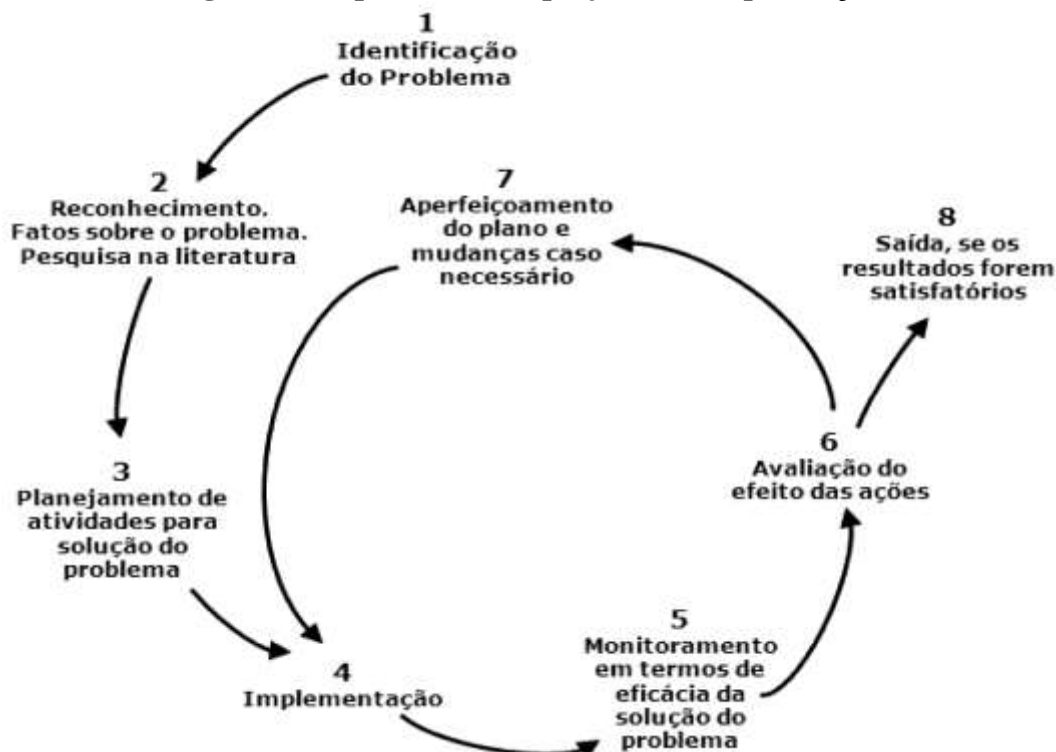 1
Identificação
do Problema
2
Reconhecimento.
Fatos sobre o problema.
Pesquisa na literatura
3
Planejamento de
atividades para
solução do
problema
4
Implementação
5
Monitoramento
em termos de
eficácia da
solução do
problema
6
Avaliação do
efeito das ações
7
Aperfeiçoamento
do plano e
mudanças caso
necessário
8
Saída, se os
resultados forem
satisfatórios